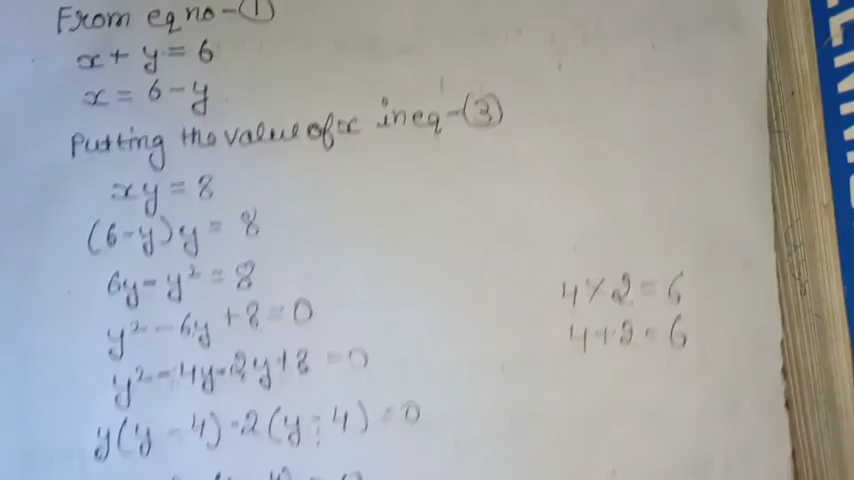 From eq no-(1)
x + y = 6
x = 6 - y
Putting the value of x in eq-(3)
xy = 8
(6-y)y = 8
6y - y² = 8
y² - 6y + 8 = 0
y² - 4y - 2y + 8 = 0
y(y - 4) - 2(y - 4) = 0
4 × 2 = 6
4 + 2 = 6